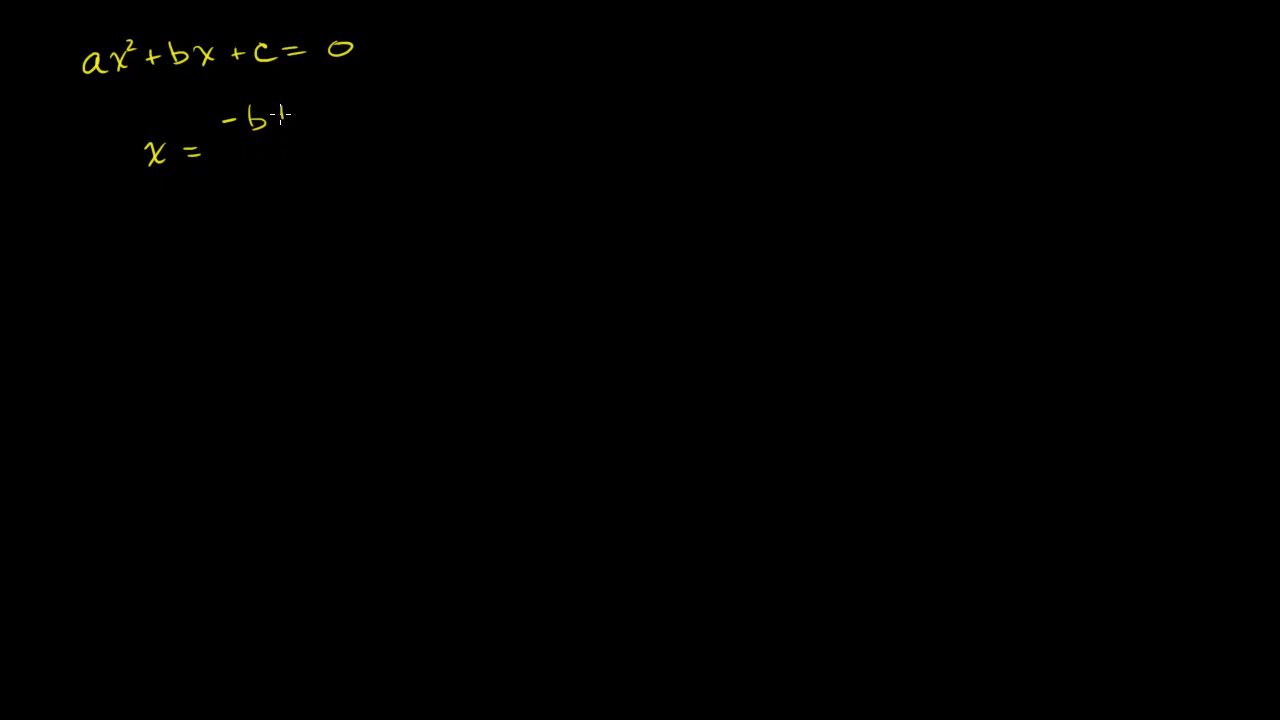 ax² + bx + c = 0
x = -b